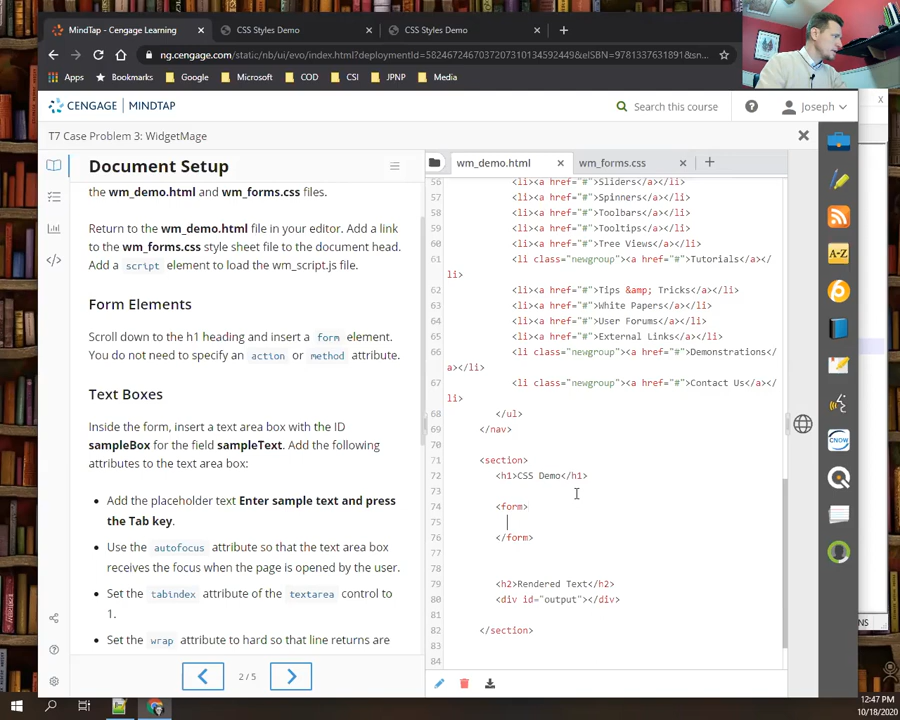 MindTap - Cengage Learning
CSS Styles Demo
CSS Styles Demo
ng.cengage.com/static/nb/ui/evo/index.html?deploymentId=5824672467037207310134592449&eISBN=9781337631891&sn...
Apps
Bookmarks
Google
Microsoft
COD
CSI
JPNP
Media
CENGAGE | MINDTAP
Search this course
Joseph
T7 Case Problem 3: WidgetMage
Document Setup
the wm_demo.html and wm_forms.css files.
Return to the wm_demo.html file in your editor. Add a link
to the wm_forms.css style sheet file to the document head.
Add a script element to load the wm_script.js file.
Form Elements
Scroll down to the h1 heading and insert a form element.
You do not need to specify an action or method attribute.
Text Boxes
Inside the form, insert a text area box with the ID
sampleBox for the field sampleText. Add the following
attributes to the text area box:
• Add the placeholder text Enter sample text and press
the Tab key.
• Use the autofocus attribute so that the text area box
receives the focus when the page is opened by the user.
• Set the tabindex attribute of the textarea control to
1.
• Set the wrap attribute to hard so that line returns are
2/5
wm_demo.html
wm_forms.css
56 <li><a href="#">Sliders</a></li>
57 <li><a href="#">Spinners</a></li>
58 <li><a href="#">Toolbars</a></li>
59 <li><a href="#">Tooltips</a></li>
60 <li><a href="#">Tree Views</a></li>
61 <li class="newgroup"><a href="#">Tutorials</a></
li>
62 <li><a href="#">Tips &amp; Tricks</a></li>
63 <li><a href="#">White Papers</a></li>
64 <li><a href="#">User Forums</a></li>
65 <li><a href="#">External Links</a></li>
66 <li class="newgroup"><a href="#">Demonstrations</
a></li>
67 <li class="newgroup"><a href="#">Contact Us</a></
li>
68 </ul>
69 </nav>
70
71 <section>
72 <h1>CSS Demo</h1>
73
74 <form>
75
76 </form>
77
78
79 <h2>Rendered Text</h2>
80 <div id="output"></div>
81
82 </section>
83
84
A-Z
CNOW
NS
12:47 PM
10/18/2020